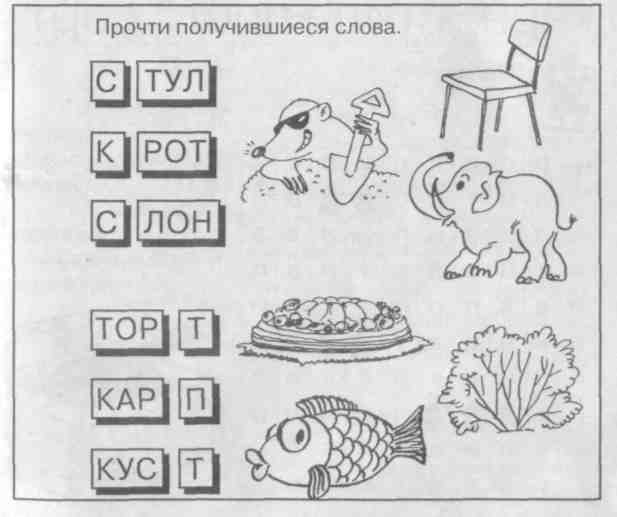 Прочти получившиеся слова.
С ТУЛ
К РОТ
С ЛОН
ТОР Т
КАР П
КУС Т